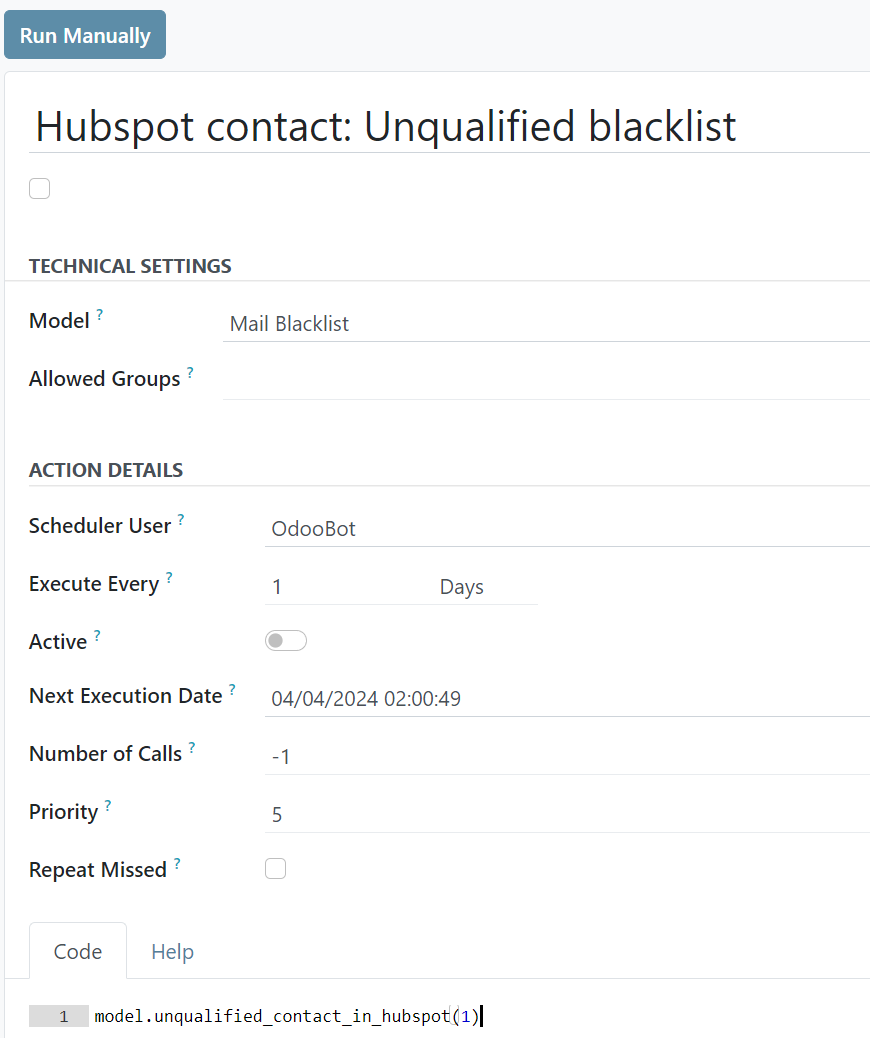 Run Manually
Hubspot contact: Unqualified blacklist
TECHNICAL SETTINGS
Model ? Mail Blacklist
Allowed Groups ?
ACTION DETAILS
Scheduler User ? OdooBot
Execute Every ? 1 Days
Active ?
Next Execution Date ? 04/04/2024 02:00:49
Number of Calls ? -1
Priority ? 5
Repeat Missed ?
Code Help
1 model.unqualified_contact_in_hubspot(1)